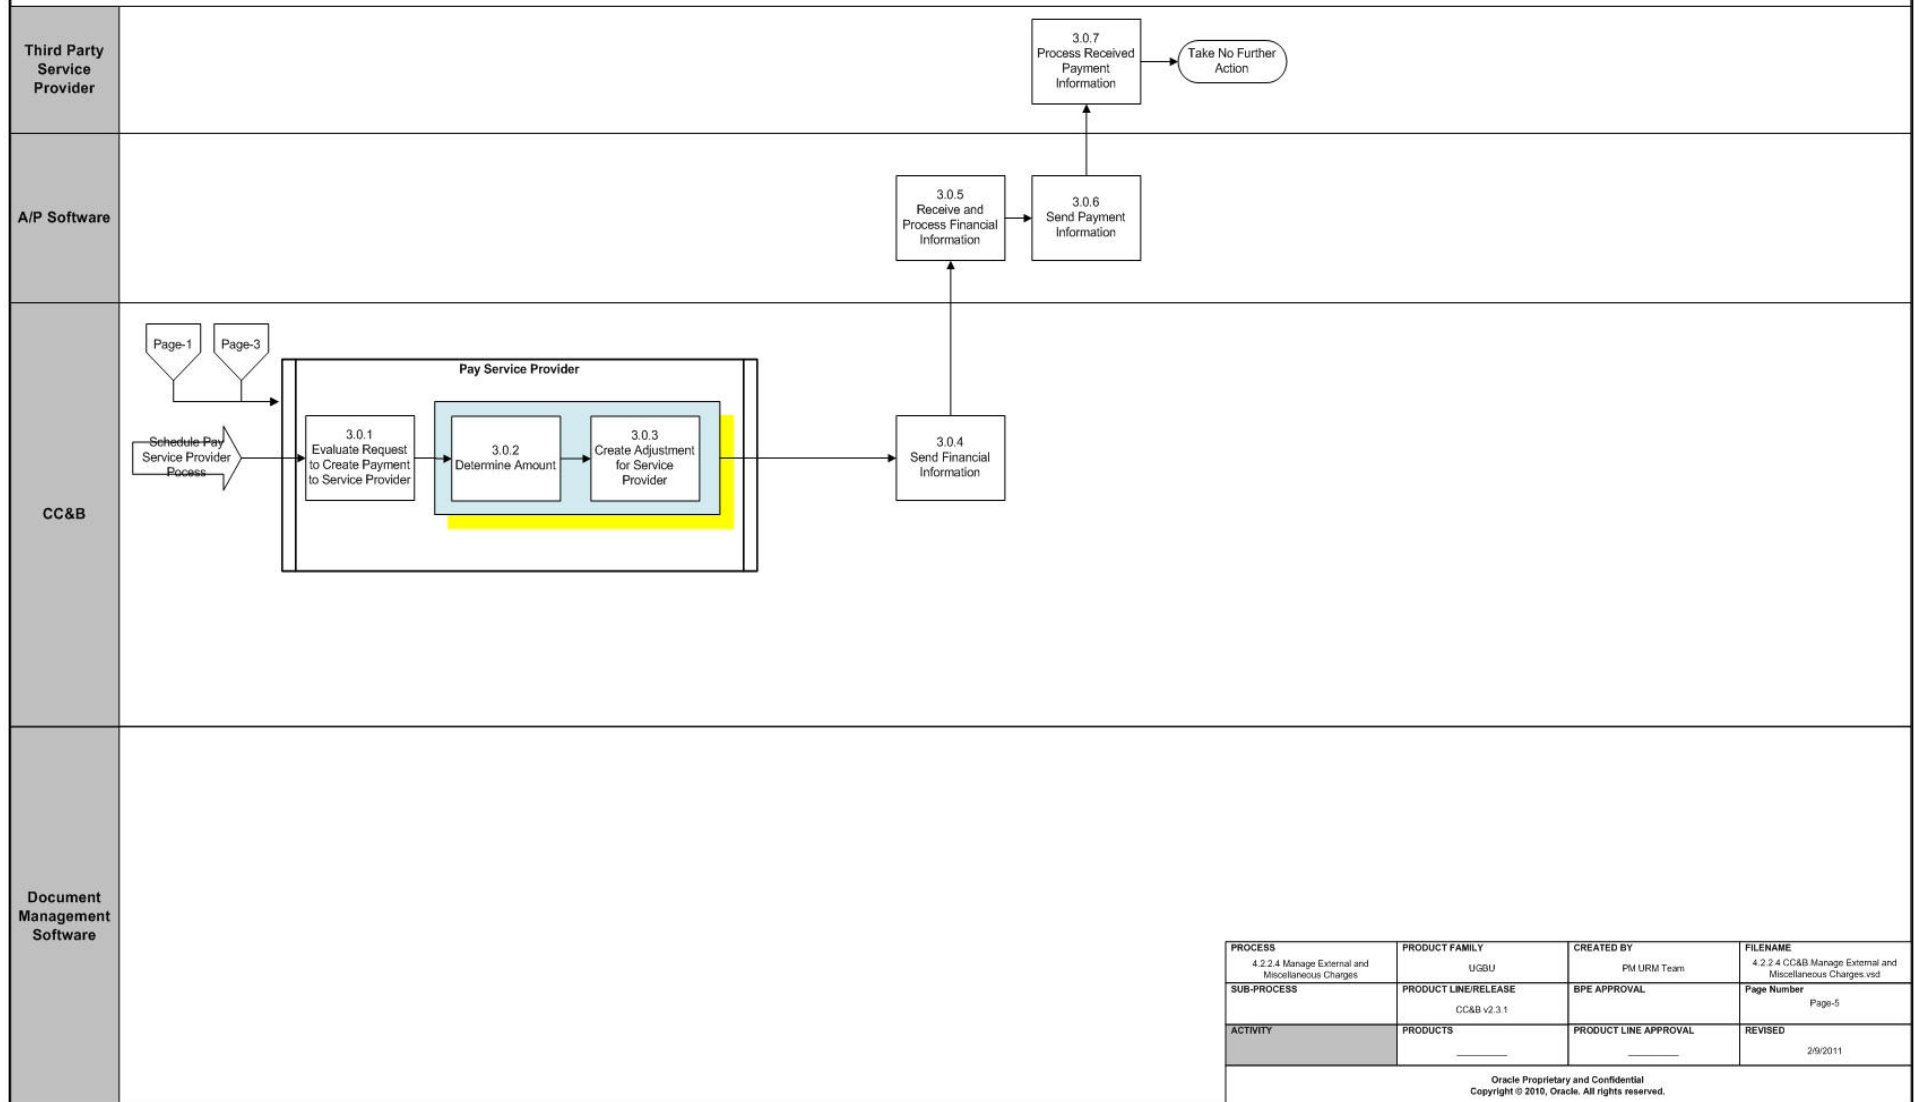 Third Party
Service
Provider
3.0.7
Process Received
Payment
Information
Take No Further
Action
A/P Software
3.0.5
Receive and
Process Financial
Information
3.0.6
Send Payment
Information
CC&B
Page-1
Page-3
Pay Service Provider
Schedule Pay
Service Provider
Pocess
3.0.1
Evaluate Request
to Create Payment
to Service Provider
3.0.2
Determine Amount
3.0.3
Create Adjustment
for Service
Provider
3.0.4
Send Financial
Information
Document
Management
Software
PROCESS
4.2.2.4 Manage External and
Miscellaneous Charges
PRODUCT FAMILY
UGBU
CREATED BY
PM URM Team
FILENAME
4.2.2.4 CC&B.Manage External and
Miscellaneous Charges.vsd
SUB-PROCESS
PRODUCT LINE/RELEASE
CC&B v2.3.1
BPE APPROVAL
Page Number
Page-5
ACTIVITY
PRODUCTS
PRODUCT LINE APPROVAL
REVISED
2/9/2011
Oracle Proprietary and Confidential
Copyright © 2010, Oracle. All rights reserved.